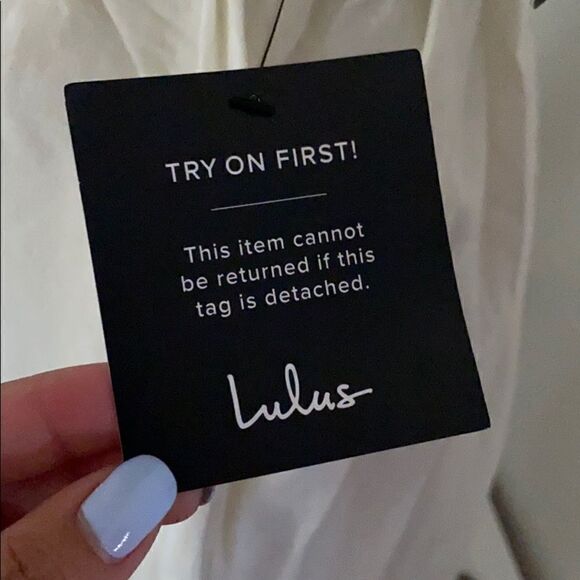 TRY ON FIRST!
This item cannot
be returned if this
tag is detached.
Lulus